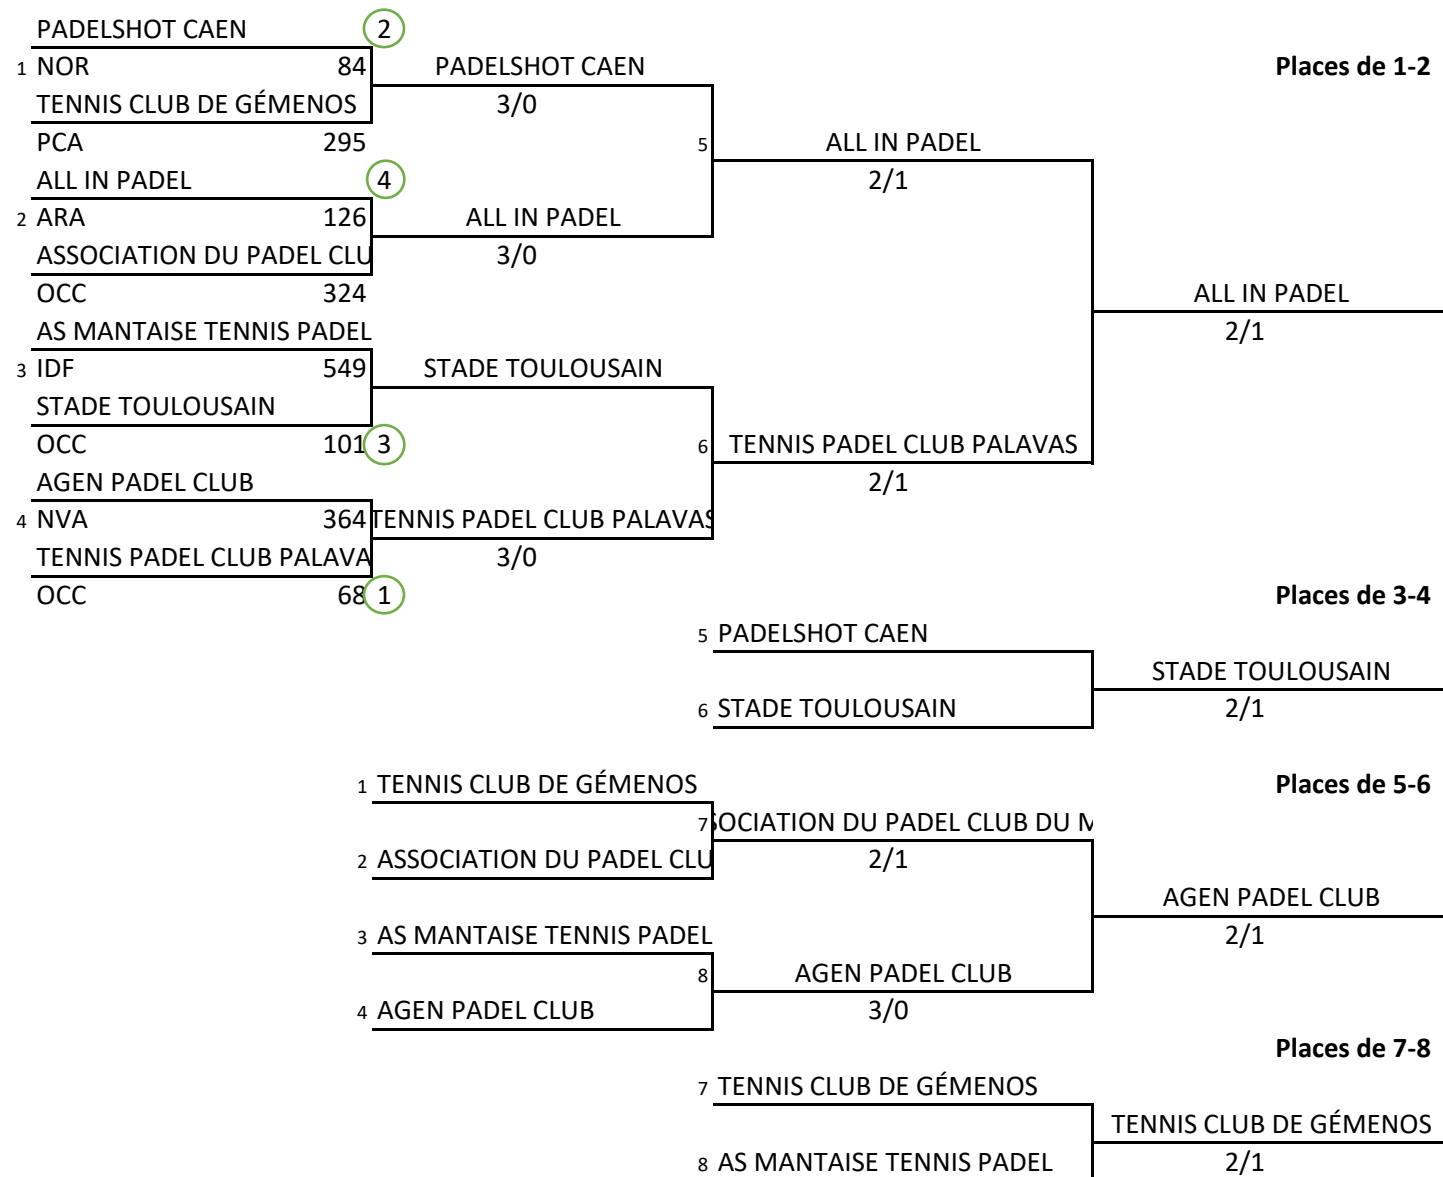 PADELSHOT CAEN 2
1 NOR 84 PADELSHOT CAEN Places de 1-2
TENNIS CLUB DE GÉMENOS 3/0
PCA 295 5 ALL IN PADEL
ALL IN PADEL 4 2/1
2 ARA 126 ALL IN PADEL
ASSOCIATION DU PADEL CLU 3/0
OCC 324 ALL IN PADEL
AS MANTAISE TENNIS PADEL 2/1
3 IDF 549 STADE TOULOUSAIN
STADE TOULOUSAIN
OCC 101 3 6 TENNIS PADEL CLUB PALAVAS
AGEN PADEL CLUB 2/1
4 NVA 364 TENNIS PADEL CLUB PALAVAS
TENNIS PADEL CLUB PALAVA 3/0
OCC 68 1 Places de 3-4
5 PADELSHOT CAEN
STADE TOULOUSAIN
6 STADE TOULOUSAIN 2/1
1 TENNIS CLUB DE GÉMENOS Places de 5-6
7 SOCIATION DU PADEL CLUB DU M
2 ASSOCIATION DU PADEL CLU 2/1
AGEN PADEL CLUB
3 AS MANTAISE TENNIS PADEL 2/1
8 AGEN PADEL CLUB
4 AGEN PADEL CLUB 3/0
Places de 7-8
7 TENNIS CLUB DE GÉMENOS
TENNIS CLUB DE GÉMENOS
8 AS MANTAISE TENNIS PADEL 2/1